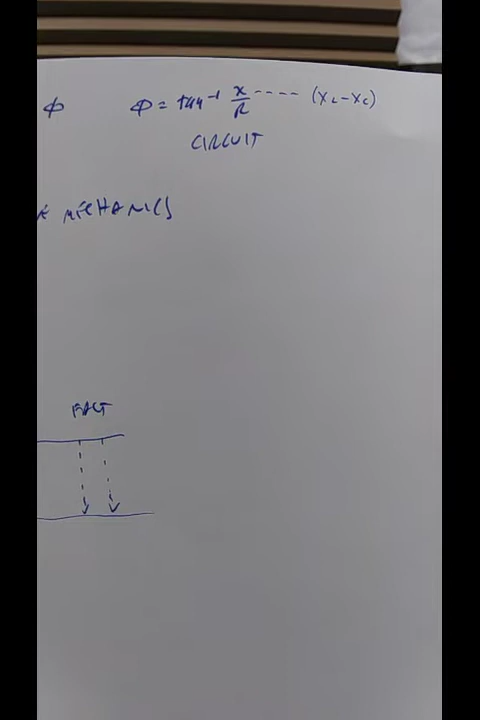 φ φ = tan⁻¹ X/R ---- (XL-XC)
CIRCUIT
MECHANICS